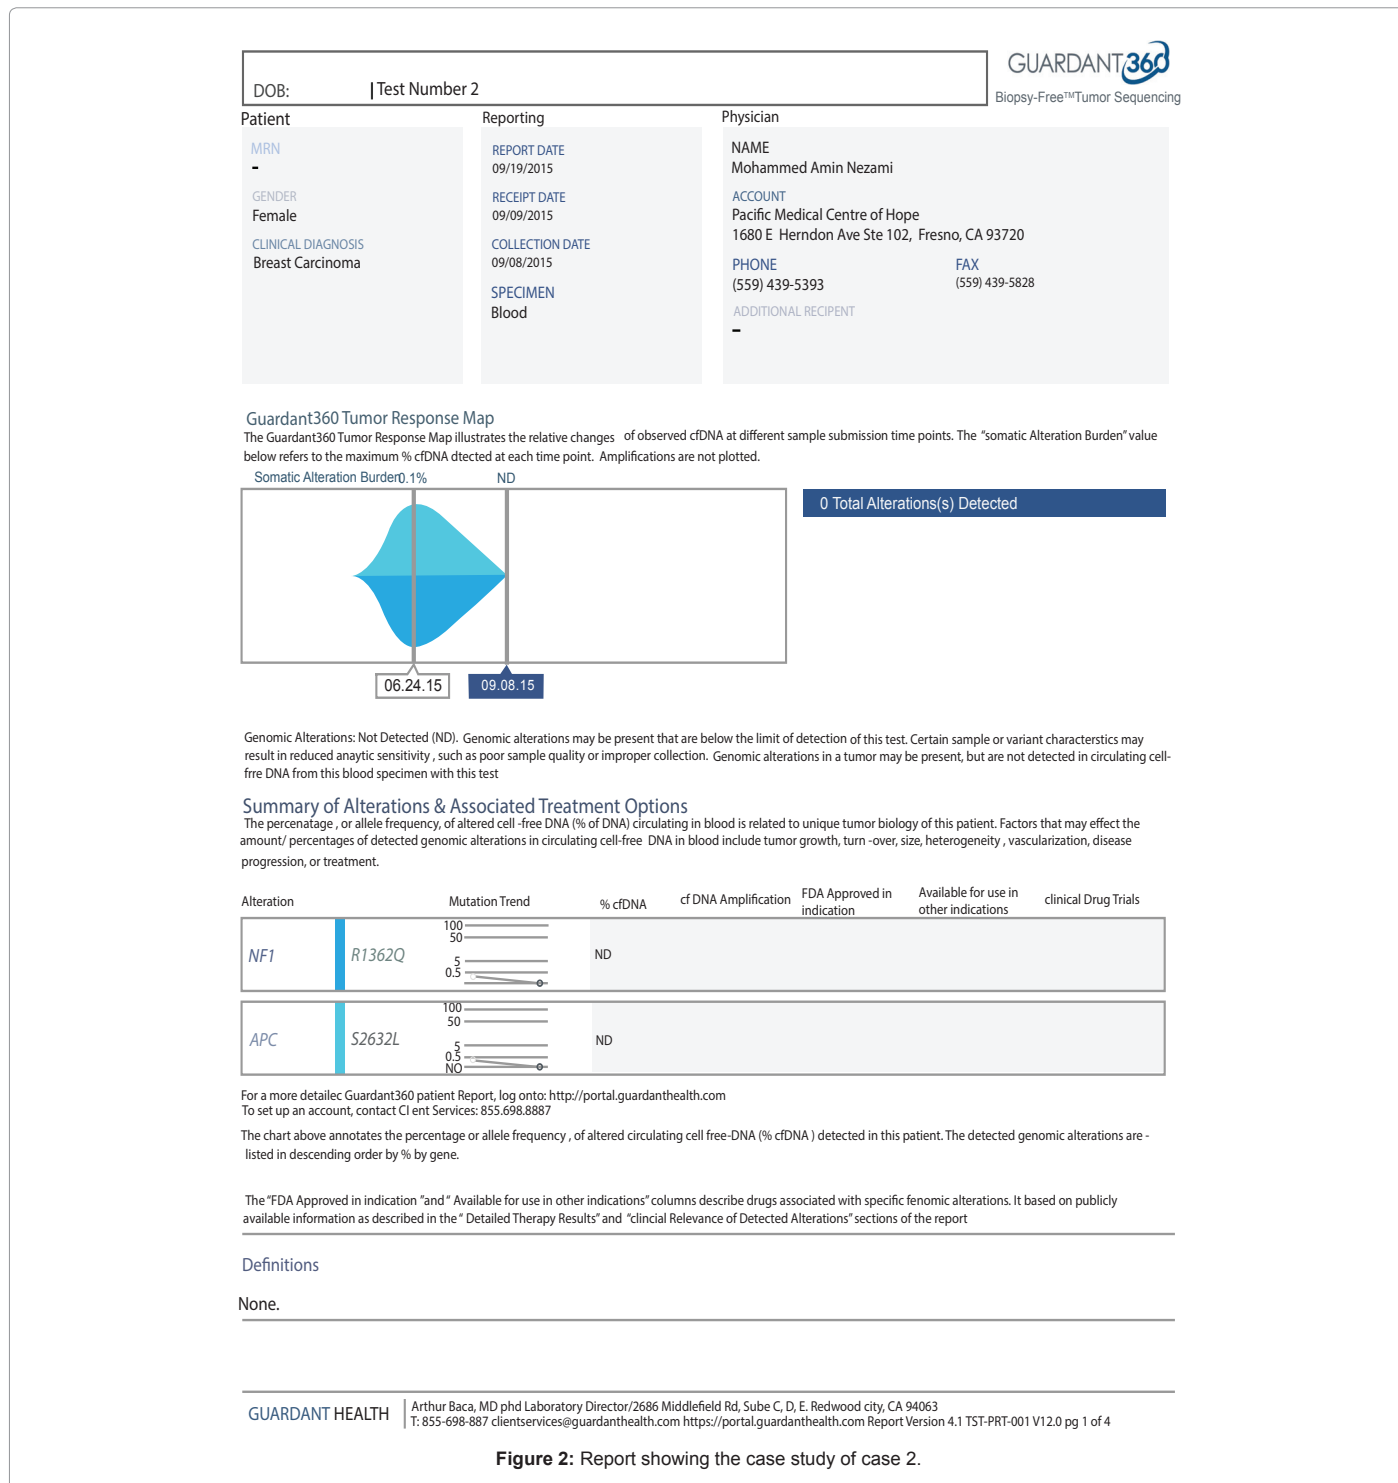 DOB: | Test Number 2
GUARDANT360
Biopsy-Free™Tumor Sequencing
Patient
MRN
-
GENDER
Female
CLINICAL DIAGNOSIS
Breast Carcinoma
Reporting
REPORT DATE
09/19/2015
RECEIPT DATE
09/09/2015
COLLECTION DATE
09/08/2015
SPECIMEN
Blood
Physician
NAME
Mohammed Amin Nezami
ACCOUNT
Pacific Medical Centre of Hope
1680 E Herndon Ave Ste 102, Fresno, CA 93720
PHONE FAX
(559) 439-5393 (559) 439-5828
ADDITIONAL RECIPENT
-
Guardant360 Tumor Response Map
The Guardant360 Tumor Response Map illustrates the relative changes of observed cfDNA at different sample submission time points. The "somatic Alteration Burden" value
below refers to the maximum % cfDNA dtected at each time point. Amplifications are not plotted.
Somatic Alteration Burden 0.1% ND
0 Total Alterations(s) Detected
06.24.15 09.08.15
Genomic Alterations: Not Detected (ND). Genomic alterations may be present that are below the limit of detection of this test. Certain sample or variant characterstics may
result in reduced anaytic sensitivity , such as poor sample quality or improper collection. Genomic alterations in a tumor may be present, but are not detected in circulating cell-
frre DNA from this blood specimen with this test
Summary of Alterations & Associated Treatment Options
The percenatage , or allele frequency, of altered cell -free DNA (% of DNA) circulating in blood is related to unique tumor biology of this patient. Factors that may effect the
amount/ percentages of detected genomic alterations in circulating cell-free DNA in blood include tumor growth, turn -over, size, heterogeneity , vascularization, disease
progression, or treatment.
Alteration Mutation Trend % cfDNA cf DNA Amplification FDA Approved in indication Available for use in other indications clinical Drug Trials
NF1 R1362Q 100 50 5 0.5 ND
APC S2632L 100 50 5 0.5 NO ND
For a more detailec Guardant360 patient Report, log onto: http://portal.guardanthealth.com
To set up an account, contact CI ent Services: 855.698.8887
The chart above annotates the percentage or allele frequency , of altered circulating cell free-DNA (% cfDNA ) detected in this patient. The detected genomic alterations are -
listed in descending order by % by gene.
The "FDA Approved in indication "and " Available for use in other indications" columns describe drugs associated with specific fenomic alterations. It based on publicly
available information as described in the " Detailed Therapy Results" and "clincial Relevance of Detected Alterations" sections of the report
Definitions
None.
GUARDANT HEALTH
Arthur Baca, MD phd Laboratory Director/2686 Middlefield Rd, Sube C, D, E. Redwood city, CA 94063
T: 855-698-887 clientservices@guardanthealth.com https://portal.guardanthealth.com Report Version 4.1 TST-PRT-001 V12.0 pg 1 of 4
Figure 2: Report showing the case study of case 2.